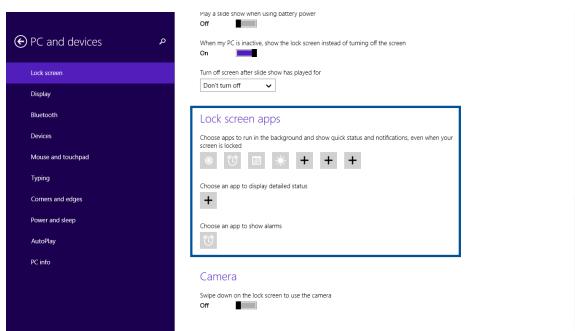 PC and devices
Lock screen
Display
Bluetooth
Devices
Mouse and touchpad
Typing
Corners and edges
Power and sleep
AutoPlay
PC info
Play a slide show when using battery power
Off
When my PC is inactive, show the lock screen instead of turning off the screen
On
Turn off screen after slide show has played for
Don't turn off
Lock screen apps
Choose apps to run in the background and show quick status and notifications, even when your
screen is locked
Choose an app to display detailed status
Choose an app to show alarms
Camera
Swipe down on the lock screen to use the camera
Off